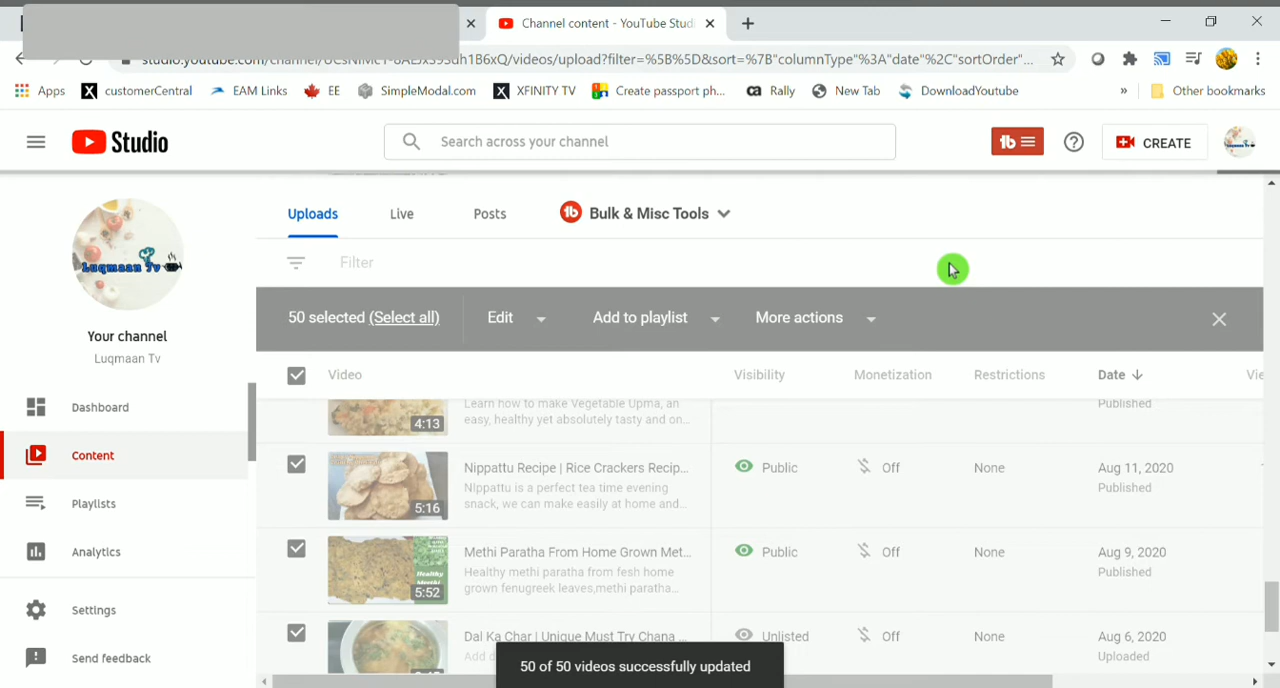 Channel content - YouTube Studi
Apps
customerCentral
EAM Links
EE
SimpleModal.com
XFINITY TV
Create passport ph...
Rally
New Tab
DownloadYoutube
»
Other bookmarks
Studio
Search across your channel
CREATE
Luqmaan Tv
Your channel
Luqmaan Tv
Dashboard
Content
Playlists
Analytics
Settings
Send feedback
Uploads
Live
Posts
Bulk & Misc Tools
Filter
50 selected (Select all)
Edit
Add to playlist
More actions
Video
Visibility
Monetization
Restrictions
Date
Vie
4:13
Learn how to make Vegetable Upma, an
easy, healthy yet absolutely tasty and on...
Published
5:16
Nippattu Recipe | Rice Crackers Recip...
NIppattu is a perfect tea time evening
snack, we can make easily at home and...
Public
Off
None
Aug 11, 2020
Published
Healthy
5:52
Methi Paratha From Home Grown Met...
Healthy methi paratha from fesh home
grown fenugreek leaves,methi paratha...
Public
Off
None
Aug 9, 2020
Published
Dal Ka Char | Unique Must Try Chana ...
Unlisted
Off
None
Aug 6, 2020
Uploaded
50 of 50 videos successfully updated